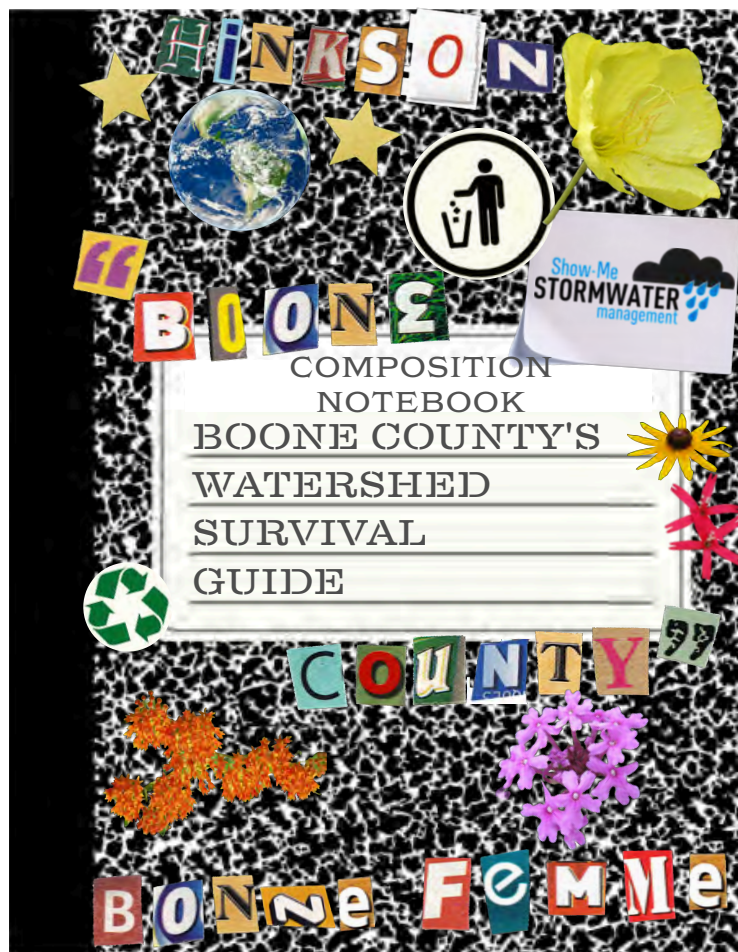 HiNKSON
“
BOONE
Show-Me
STORMWATER
management
COMPOSITION
NOTEBOOK
BOONE COUNTY'S
WATERSHED
SURVIVAL
GUIDE
COUNTY ”
BONNe FeMMe